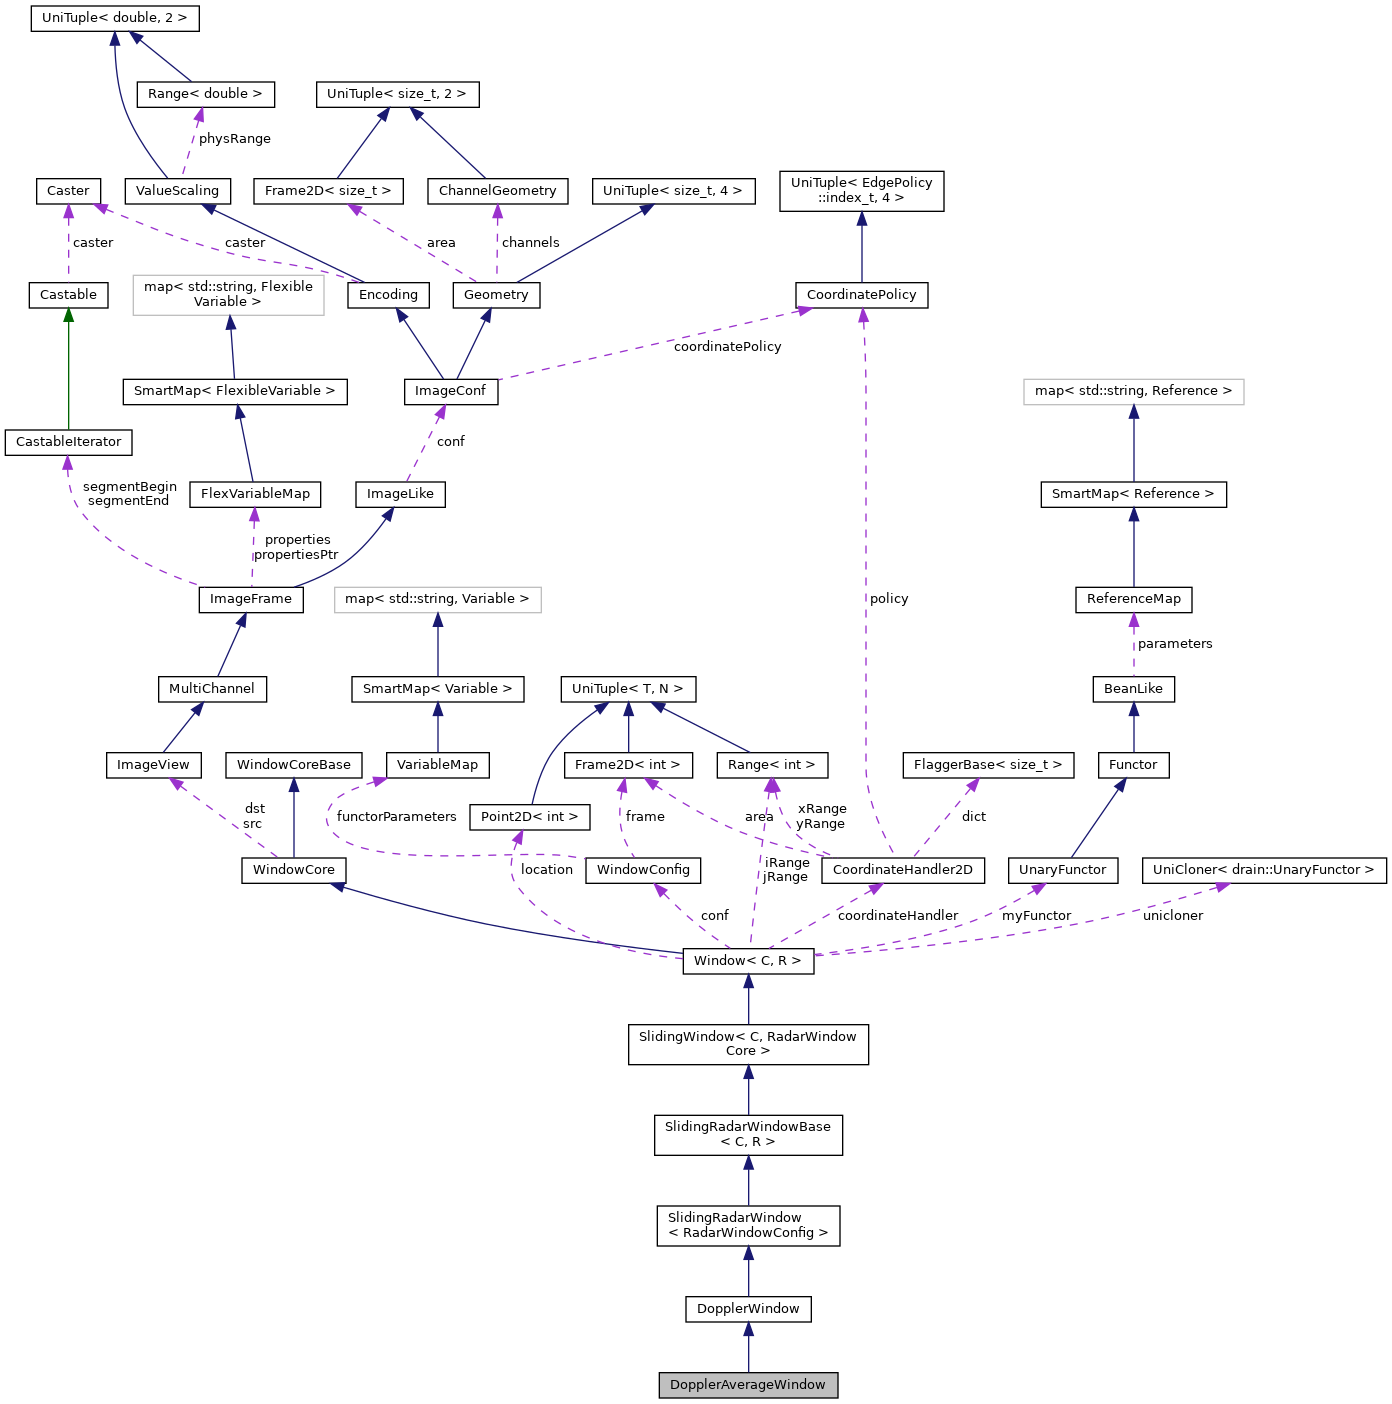 UniTuple< double, 2 >
Range< double >
UniTuple< size_t, 2 >
physRange
Caster
ValueScaling
Frame2D< size_t >
ChannelGeometry
UniTuple< size_t, 4 >
UniTuple< EdgePolicy
::index_t, 4 >
caster
caster
area
channels
Castable
map< std::string, Flexible
Variable >
Encoding
Geometry
CoordinatePolicy
coordinatePolicy
SmartMap< FlexibleVariable >
ImageConf
map< std::string, Reference >
CastableIterator
conf
segmentBegin
segmentEnd
FlexVariableMap
ImageLike
SmartMap< Reference >
properties
propertiesPtr
ImageFrame
map< std::string, Variable >
policy
ReferenceMap
parameters
MultiChannel
SmartMap< Variable >
UniTuple< T, N >
BeanLike
ImageView
WindowCoreBase
VariableMap
Frame2D< int >
Range< int >
FlaggerBase< size_t >
Functor
dst
src
functorParameters
Point2D< int >
frame
area
xRange
yRange
dict
WindowCore
location
WindowConfig
iRange
jRange
CoordinateHandler2D
UnaryFunctor
UniCloner< drain::UnaryFunctor >
conf
coordinateHandler
myFunctor
unicloner
Window< C, R >
SlidingWindow< C, RadarWindow
Core >
SlidingRadarWindowBase
< C, R >
SlidingRadarWindow
< RadarWindowConfig >
DopplerWindow
DopplerAverageWindow